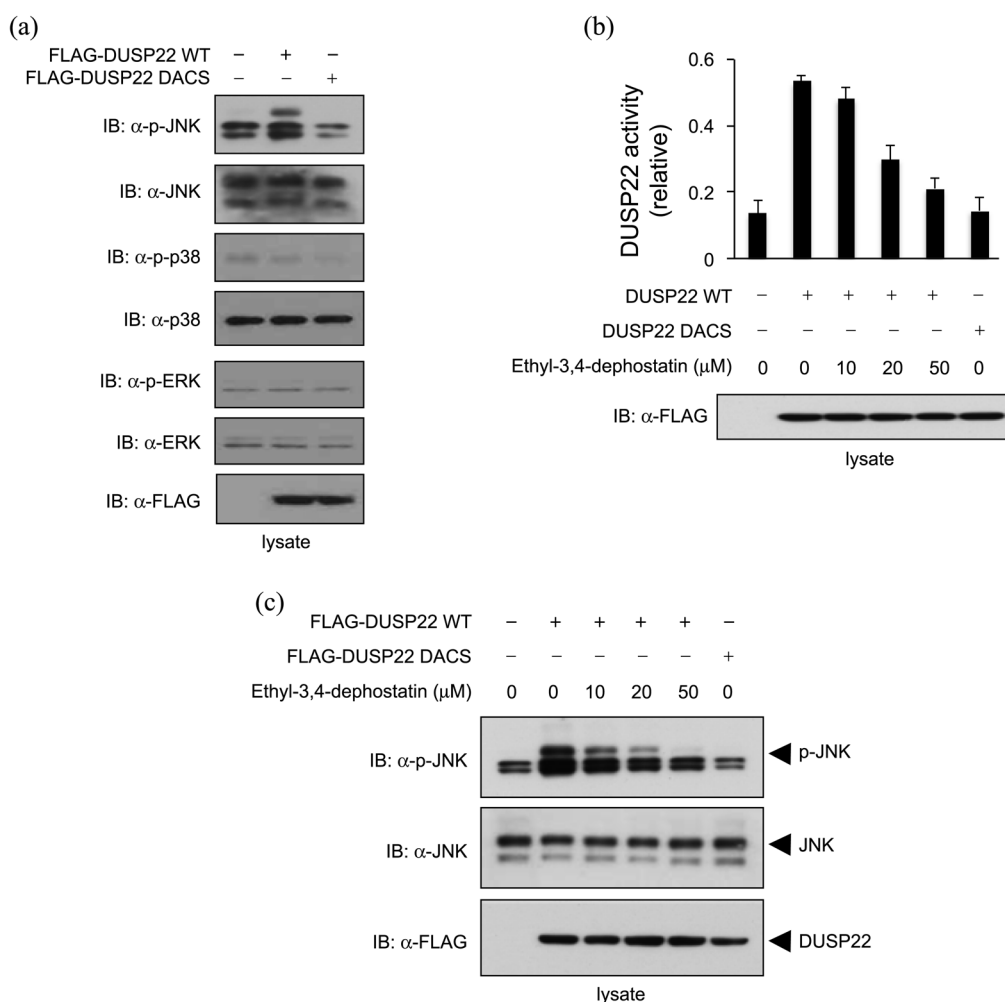 (a)
FLAG-DUSP22 WT – + –
FLAG-DUSP22 DACS – – +
IB: α-p-JNK
IB: α-JNK
IB: α-p-p38
IB: α-p38
IB: α-p-ERK
IB: α-ERK
IB: α-FLAG
lysate
(b)
DUSP22 activity
(relative)
0.6
0.4
0.2
0
DUSP22 WT – + + + + –
DUSP22 DACS – – – – – +
Ethyl-3,4-dephostatin (μM) 0 0 10 20 50 0
IB: α-FLAG
lysate
(c)
FLAG-DUSP22 WT – + + + + –
FLAG-DUSP22 DACS – – – – – +
Ethyl-3,4-dephostatin (μM) 0 0 10 20 50 0
IB: α-p-JNK p-JNK
IB: α-JNK JNK
IB: α-FLAG DUSP22
lysate